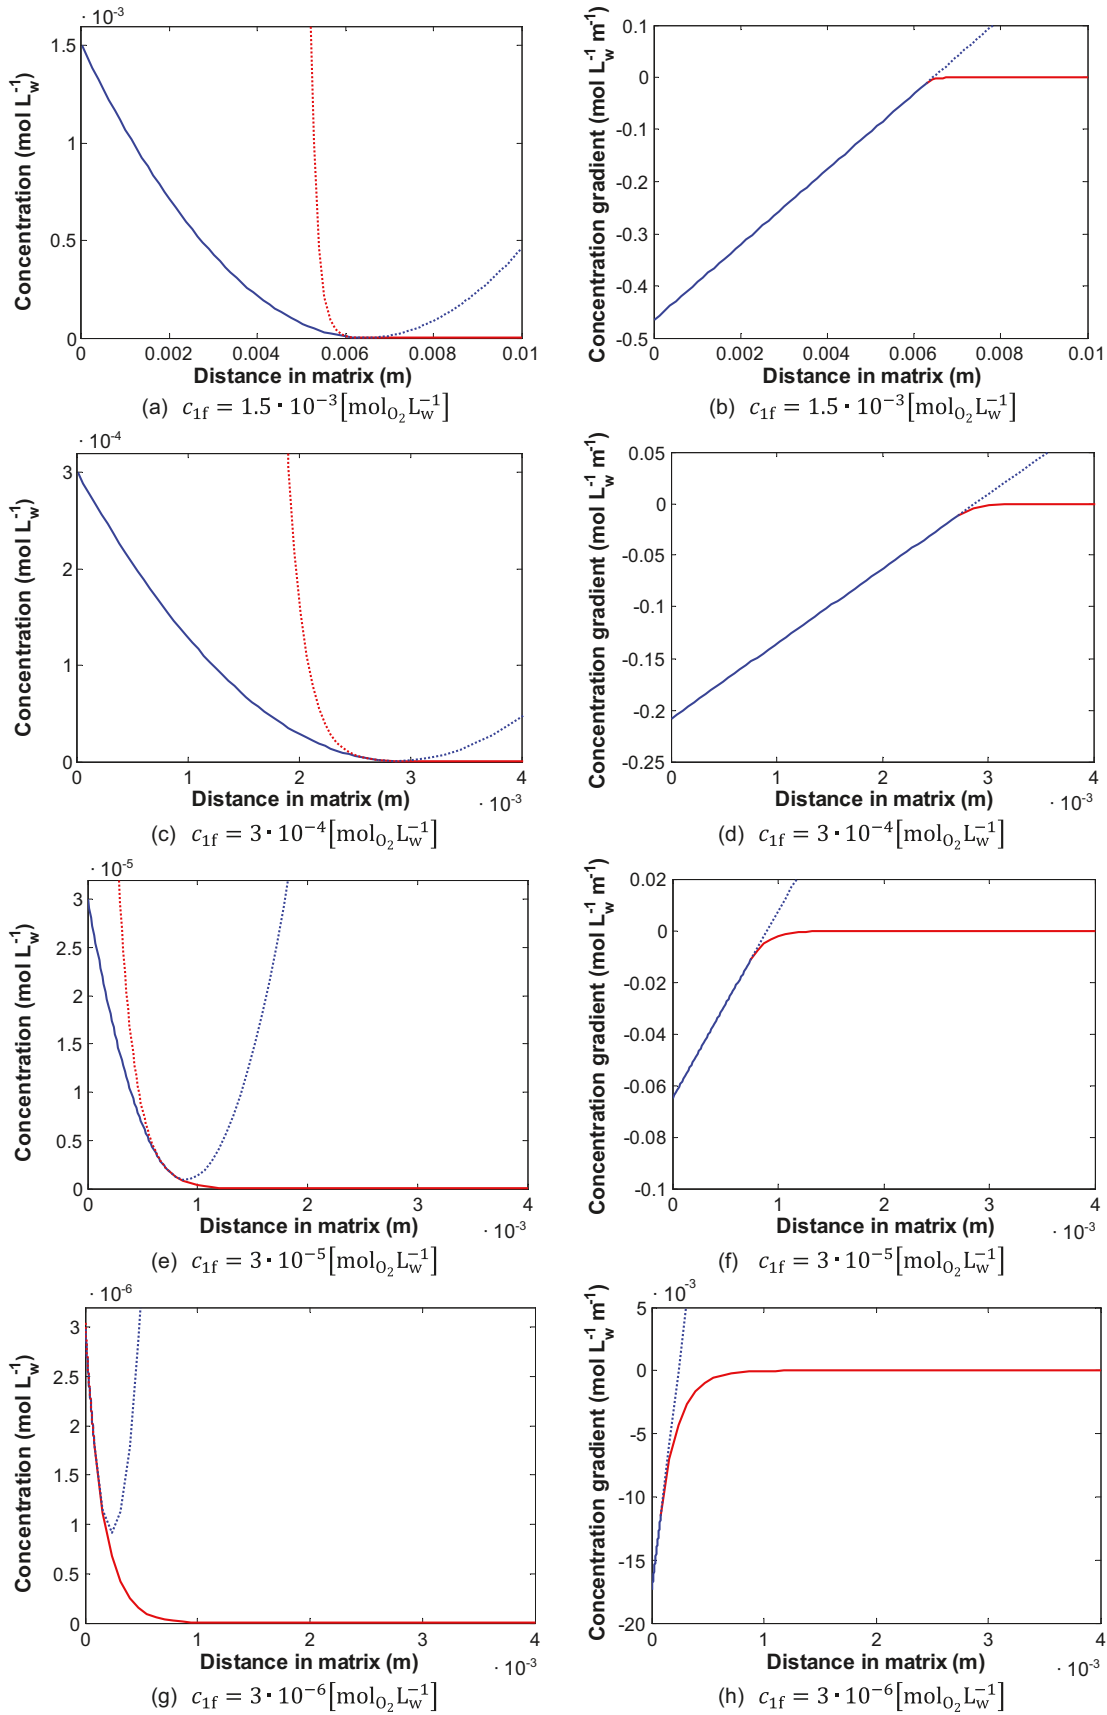 · 10⁻³
Concentration (mol L_w⁻¹)
1.5
1
0.5
0
0 0.002 0.004 0.006 0.008 0.01
Distance in matrix (m)
(a) c₁f = 1.5 · 10⁻³[mol_O₂ L_w⁻¹]
Concentration gradient (mol L_w⁻¹ m⁻¹)
0.1
0
-0.1
-0.2
-0.3
-0.4
-0.5
0 0.002 0.004 0.006 0.008 0.01
Distance in matrix (m)
(b) c₁f = 1.5 · 10⁻³[mol_O₂ L_w⁻¹]
· 10⁻⁴
Concentration (mol L_w⁻¹)
3
2
1
0
0 1 2 3 4
Distance in matrix (m)
· 10⁻³
(c) c₁f = 3 · 10⁻⁴[mol_O₂ L_w⁻¹]
Concentration gradient (mol L_w⁻¹ m⁻¹)
0.05
0
-0.05
-0.1
-0.15
-0.2
-0.25
0 1 2 3 4
Distance in matrix (m)
· 10⁻³
(d) c₁f = 3 · 10⁻⁴[mol_O₂ L_w⁻¹]
· 10⁻⁵
Concentration (mol L_w⁻¹)
3
2.5
2
1.5
1
0.5
0
0 1 2 3 4
Distance in matrix (m)
· 10⁻³
(e) c₁f = 3 · 10⁻⁵[mol_O₂ L_w⁻¹]
Concentration gradient (mol L_w⁻¹ m⁻¹)
0.02
0
-0.02
-0.04
-0.06
-0.08
-0.1
0 1 2 3 4
Distance in matrix (m)
· 10⁻³
(f) c₁f = 3 · 10⁻⁵[mol_O₂ L_w⁻¹]
· 10⁻⁶
Concentration (mol L_w⁻¹)
3
2.5
2
1.5
1
0.5
0
0 1 2 3 4
Distance in matrix (m)
· 10⁻³
(g) c₁f = 3 · 10⁻⁶[mol_O₂ L_w⁻¹]
· 10⁻³
Concentration gradient (mol L_w⁻¹ m⁻¹)
5
0
-5
-10
-15
-20
0 1 2 3 4
Distance in matrix (m)
· 10⁻³
(h) c₁f = 3 · 10⁻⁶[mol_O₂ L_w⁻¹]